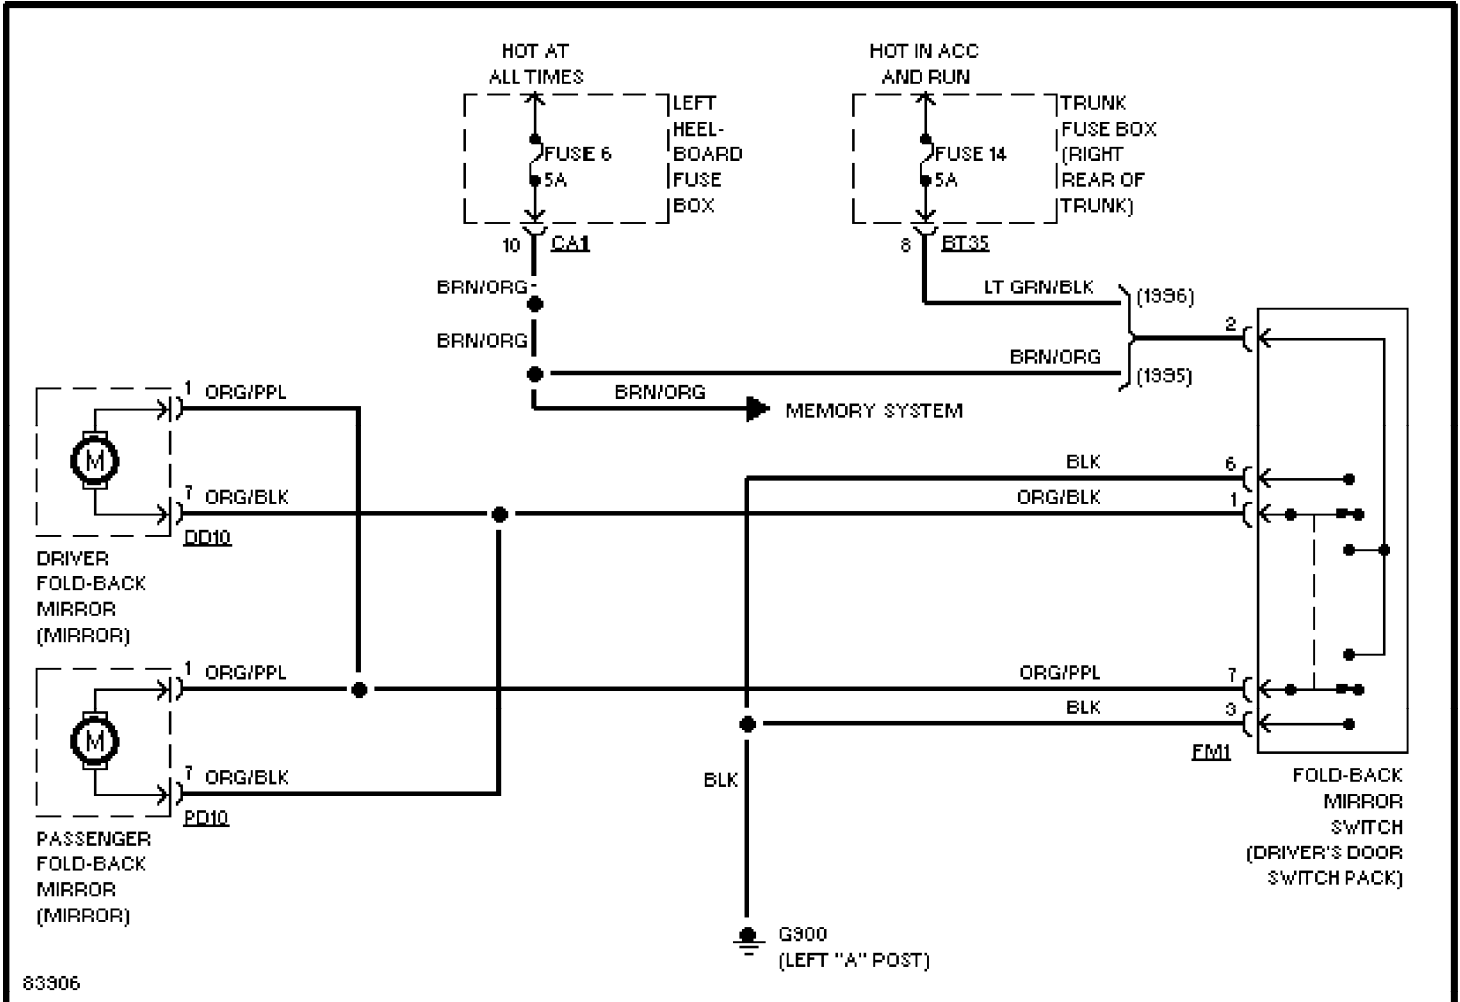 HOT AT
ALL TIMES
HOT IN ACC
AND RUN
LEFT
HEEL-
BOARD
FUSE
BOX
FUSE 6
5A
TRUNK
FUSE BOX
(RIGHT
REAR OF
TRUNK)
FUSE 14
5A
10 CA1
8 BT35
BRN/ORG
LT GRN/BLK
(1996)
2
BRN/ORG
BRN/ORG
(1995)
BRN/ORG
MEMORY SYSTEM
1 ORG/PPL
M
7 ORG/BLK
DD10
DRIVER
FOLD-BACK
MIRROR
(MIRROR)
BLK 6
ORG/BLK 1
1 ORG/PPL
M
7 ORG/BLK
PD10
PASSENGER
FOLD-BACK
MIRROR
(MIRROR)
ORG/PPL 7
BLK 3
FM1
BLK
FOLD-BACK
MIRROR
SWITCH
(DRIVER'S DOOR
SWITCH PACK)
G900
(LEFT "A" POST)
83906